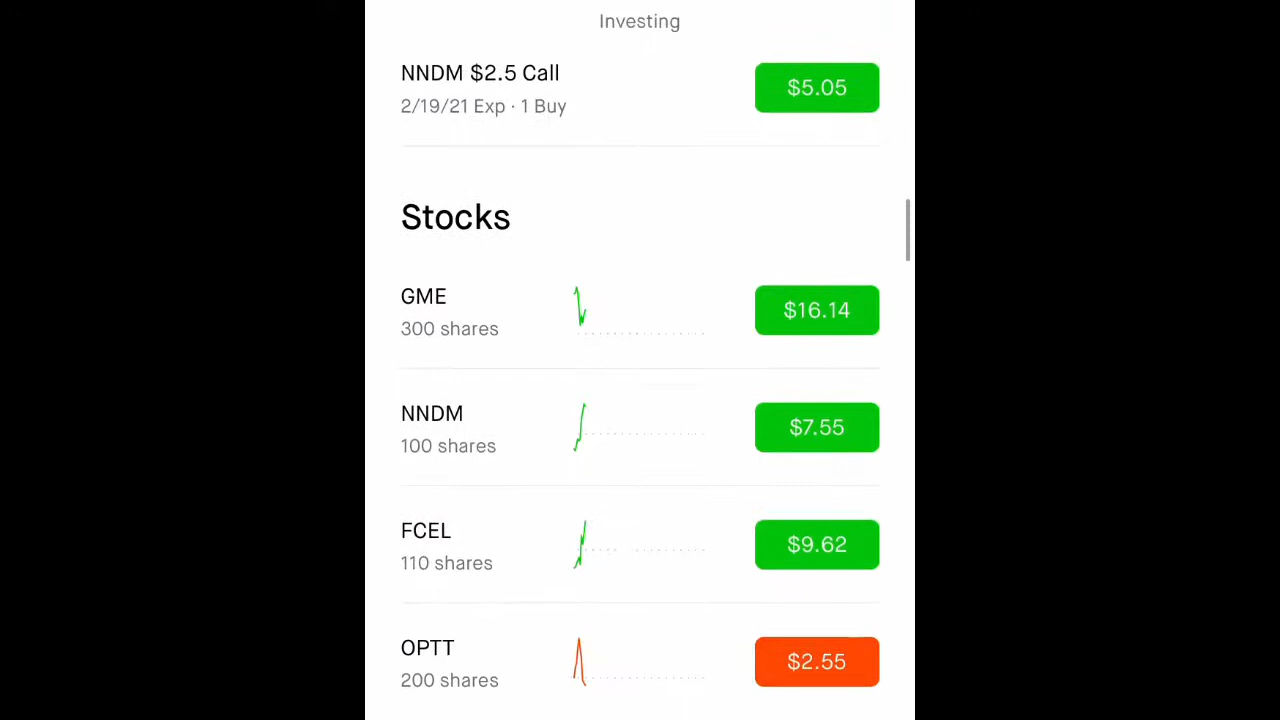 Investing
NNDM $2.5 Call
$5.05
2/19/21 Exp · 1 Buy
Stocks
GME
$16.14
300 shares
NNDM
$7.55
100 shares
FCEL
$9.62
110 shares
OPTT
$2.55
200 shares